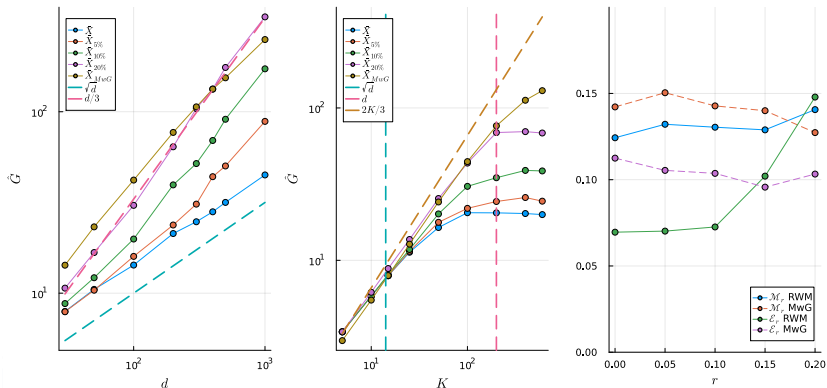 X̂
X̂₅%
X̂₁₀%
X̂₂₀%
X̂_MwG
√d
d/3
10²
10¹
Ĝ
10²
10³
d
X̂
X̂₅%
X̂₁₀%
X̂₂₀%
X̂_MwG
√d
d
2K/3
10²
10¹
Ĝ
10¹
10²
K
0.15
0.10
0.05
0.00
ℳᵣ RWM
ℳᵣ MwG
ℰᵣ RWM
ℰᵣ MwG
0.00
0.05
0.10
0.15
0.20
r